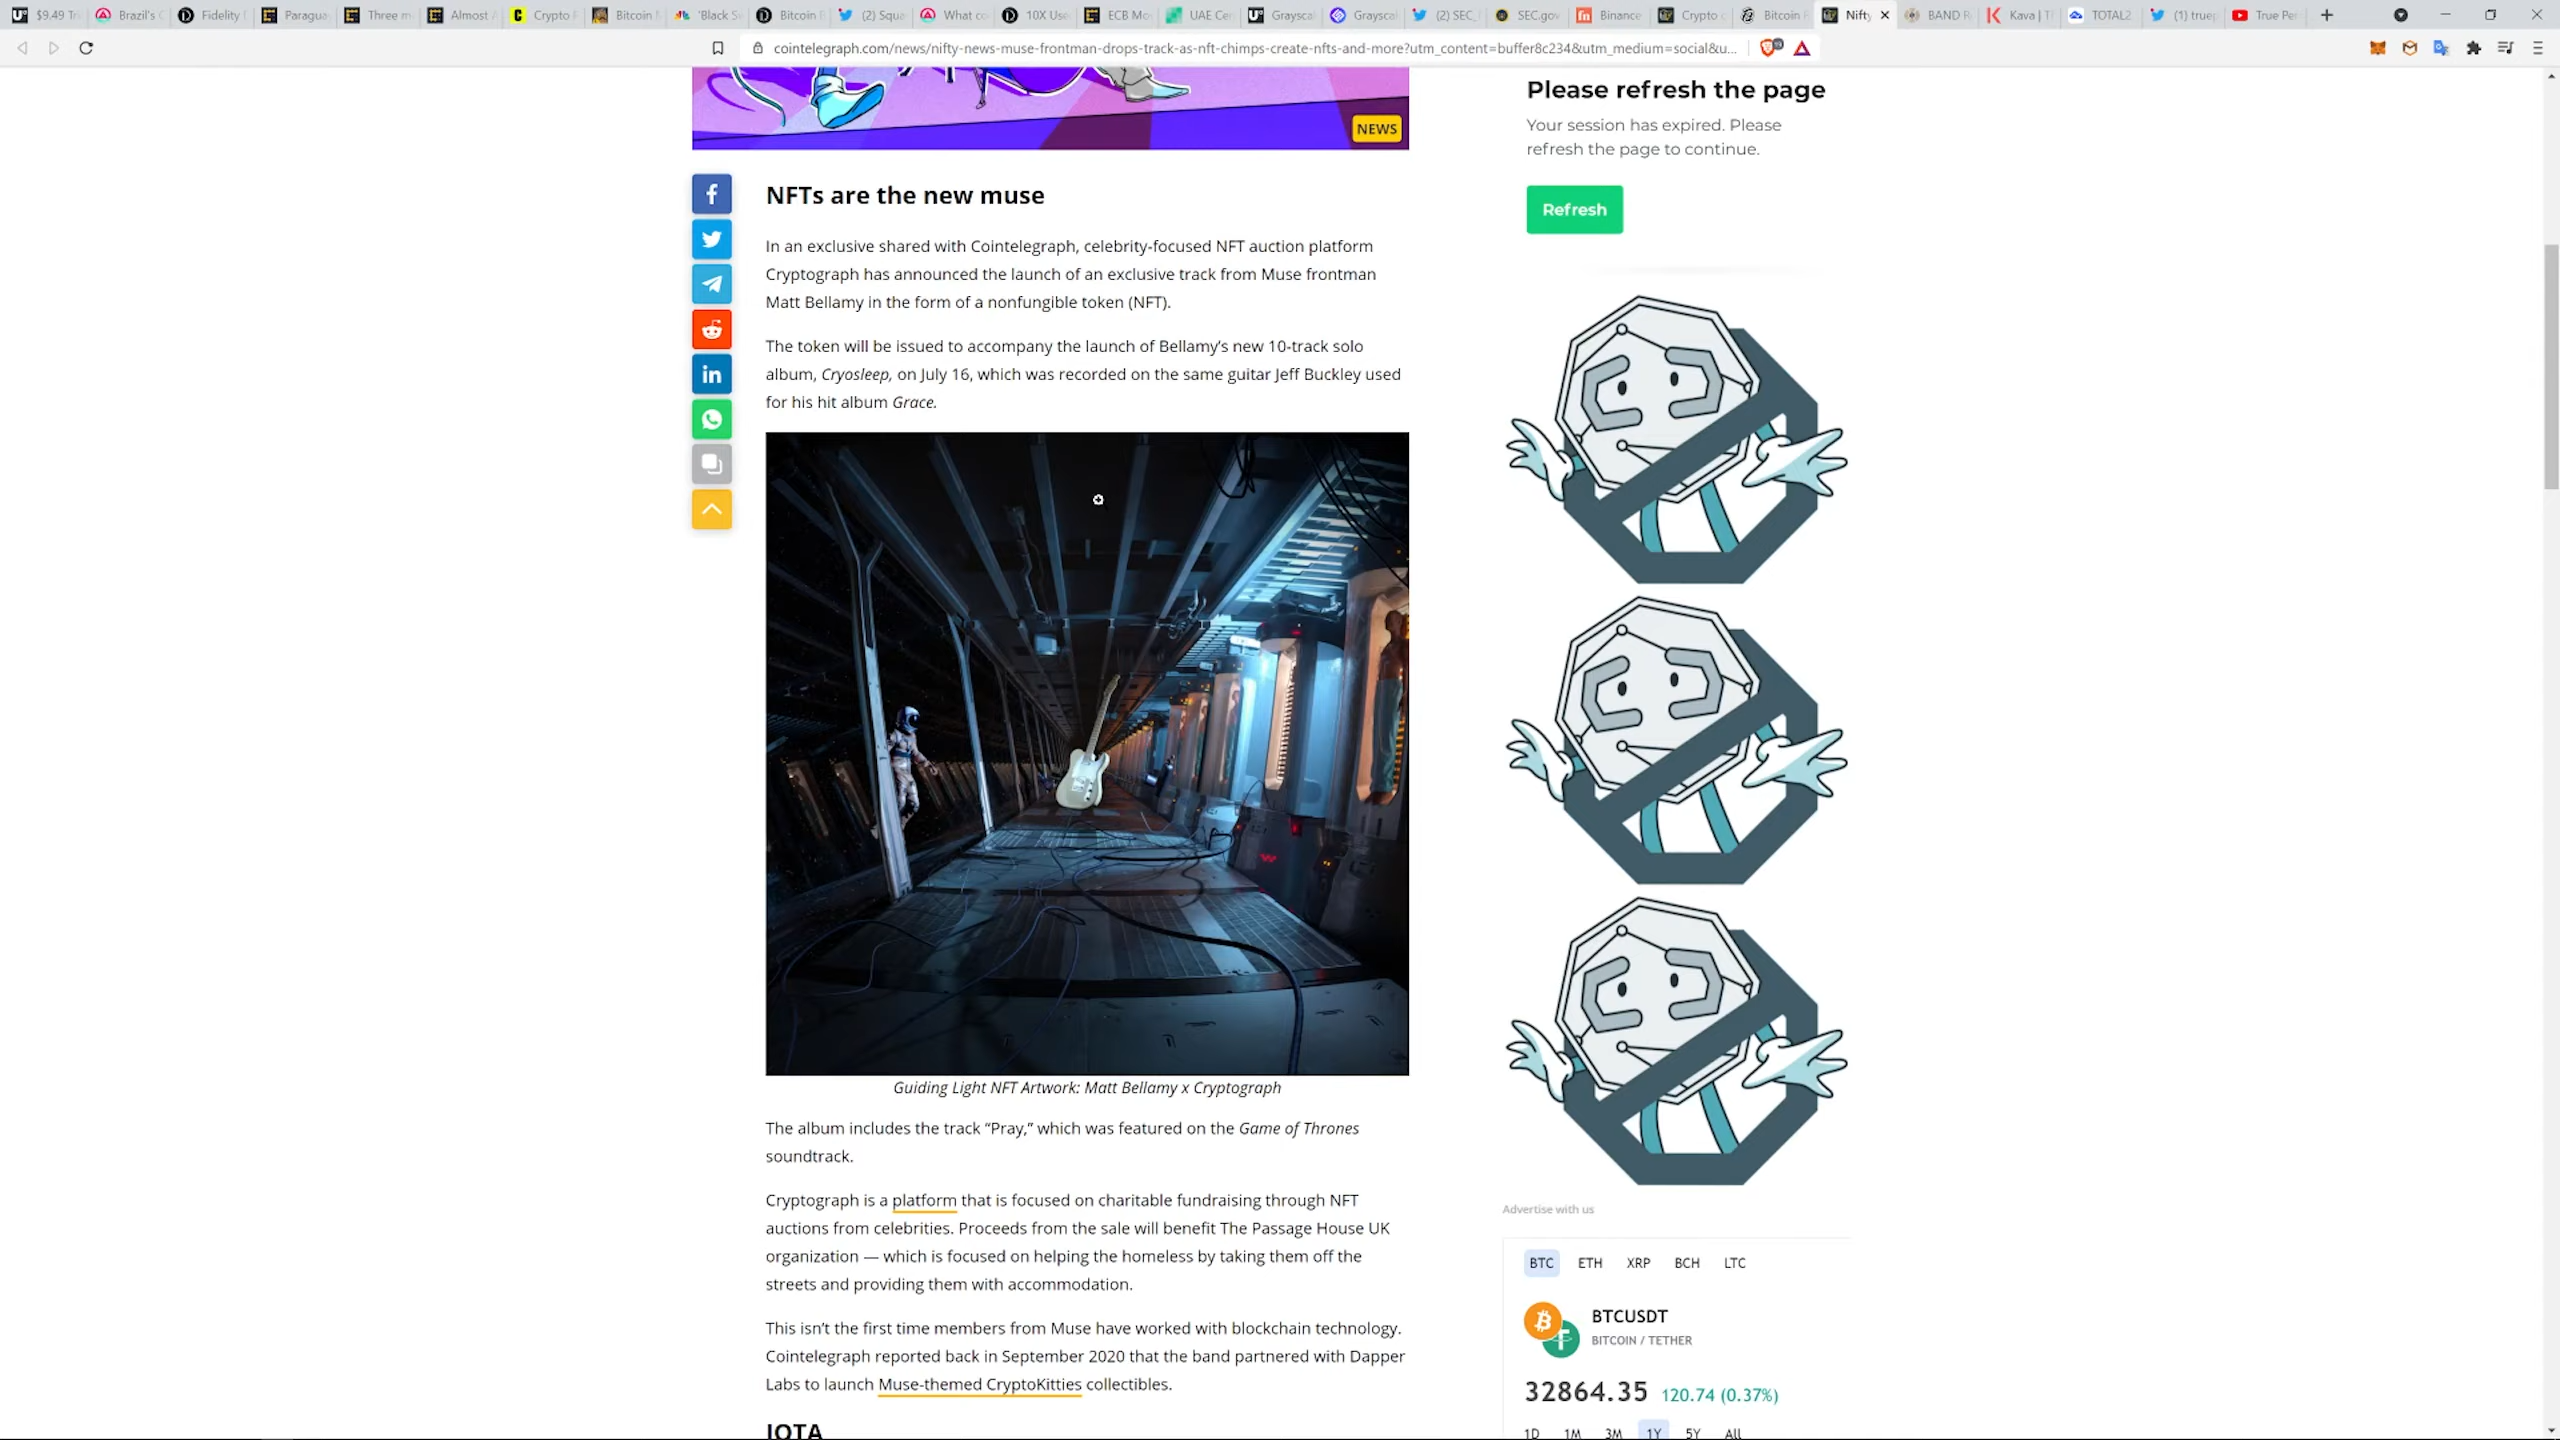 $9.49 Tr
Brazil's C
Fidelity
Paragua
Three m
Almost
Crypto
Bitcoin
'Black S
Bitcoin
(2) Squa
What co
10X Use
ECB Mo
UAE Cer
Graysca
Graysca
(2) SEC_
SEC.gov
Binance
Crypto c
Bitcoin
Nifty
BAND R
Kava | T
TOTAL2
(1) truep
True Pe
cointelegraph.com/news/nifty-news-muse-frontman-drops-track-as-nft-chimps-create-nfts-and-more?utm_content=buffer8c234&utm_medium=social&u...
NEWS
NFTs are the new muse
In an exclusive shared with Cointelegraph, celebrity-focused NFT auction platform
Cryptograph has announced the launch of an exclusive track from Muse frontman
Matt Bellamy in the form of a nonfungible token (NFT).
The token will be issued to accompany the launch of Bellamy's new 10-track solo
album, Cryosleep, on July 16, which was recorded on the same guitar Jeff Buckley used
for his hit album Grace.
Guiding Light NFT Artwork: Matt Bellamy x Cryptograph
The album includes the track “Pray,” which was featured on the Game of Thrones
soundtrack.
Cryptograph is a platform that is focused on charitable fundraising through NFT
auctions from celebrities. Proceeds from the sale will benefit The Passage House UK
organization — which is focused on helping the homeless by taking them off the
streets and providing them with accommodation.
This isn't the first time members from Muse have worked with blockchain technology.
Cointelegraph reported back in September 2020 that the band partnered with Dapper
Labs to launch Muse-themed CryptoKitties collectibles.
IOTA
Please refresh the page
Your session has expired. Please
refresh the page to continue.
Refresh
Advertise with us
BTC ETH XRP BCH LTC
BTCUSDT
BITCOIN / TETHER
32864.35 120.74 (0.37%)
1D 1M 3M 1Y 5Y All